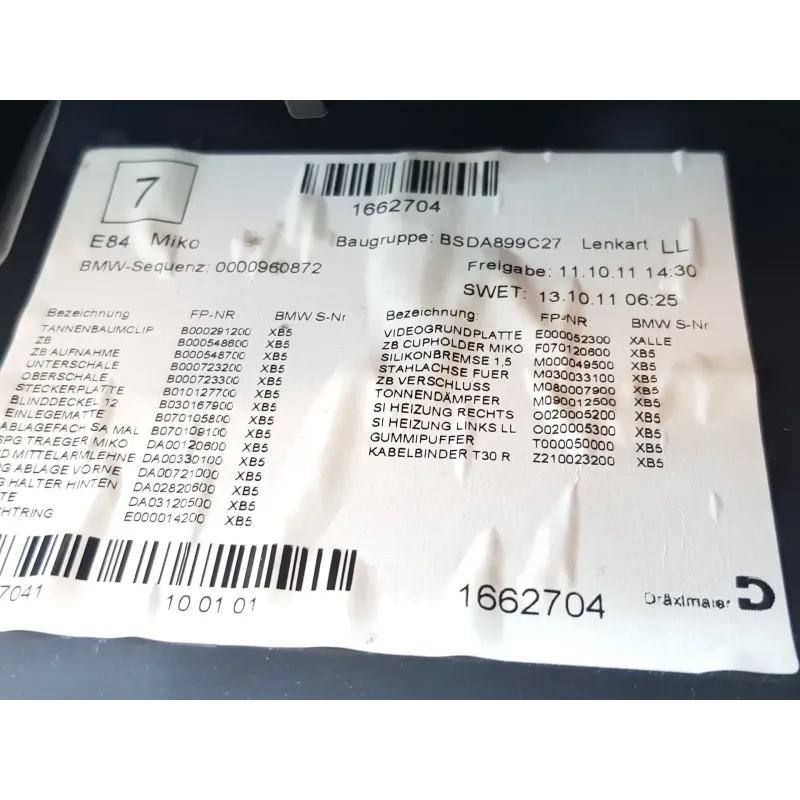 7
1662704
E84 Miko
Baugruppe: BSDA899C27 Lenkart LL
BMW-Sequenz: 0000960872
Freigabe: 11.10.11 14:30
SWET: 13.10.11 06:25
Bezeichnung FP-NR BMW S-Nr
TANNENBAUMCLIP B000291200 XB5
ZB B000548600 XB5
ZB AUFNAHME B000548700 XB5
UNTERSCHALE B000723200 XB5
OBERSCHALE B000723300 XB5
STECKERPLATTE B010127700 XB5
BLINDDECKEL 12 B030167900 XB5
EINLEGEMATTE B070105800 XB5
ABLAGEFACH SA MAL B070109100 XB5
SPG TRAEGER MIKO DA00120600 XB5
D MITTELARMLEHNE DA00330100 XB5
G ABLAGE VORNE DA00721000 XB5
G HALTER HINTEN DA02820600 XB5
TE DA03120500 XB5
CHTRING E000014200 XB5
Bezeichnung: FP-NR: BMW S-Nr
VIDEOGRUNDPLATTE E000052300 XALLE
ZB CUPHOLDER MIKO F070120600 XB5
SILIKONBREMSE 1,5 M000049500 XB5
STAHLACHSE FUER M030033100 XB5
ZB VERSCHLUSS M080007900 XB5
TONNENDÄMPFER M090012500 XB5
SI HEIZUNG RECHTS O020005200 XB5
SI HEIZUNG LINKS LL O020005300 XB5
GUMMIPUFFER T000050000 XB5
KABELBINDER T30 R Z210023200 XB5
7041
10 01 01
1662704
Dräxlmaier D